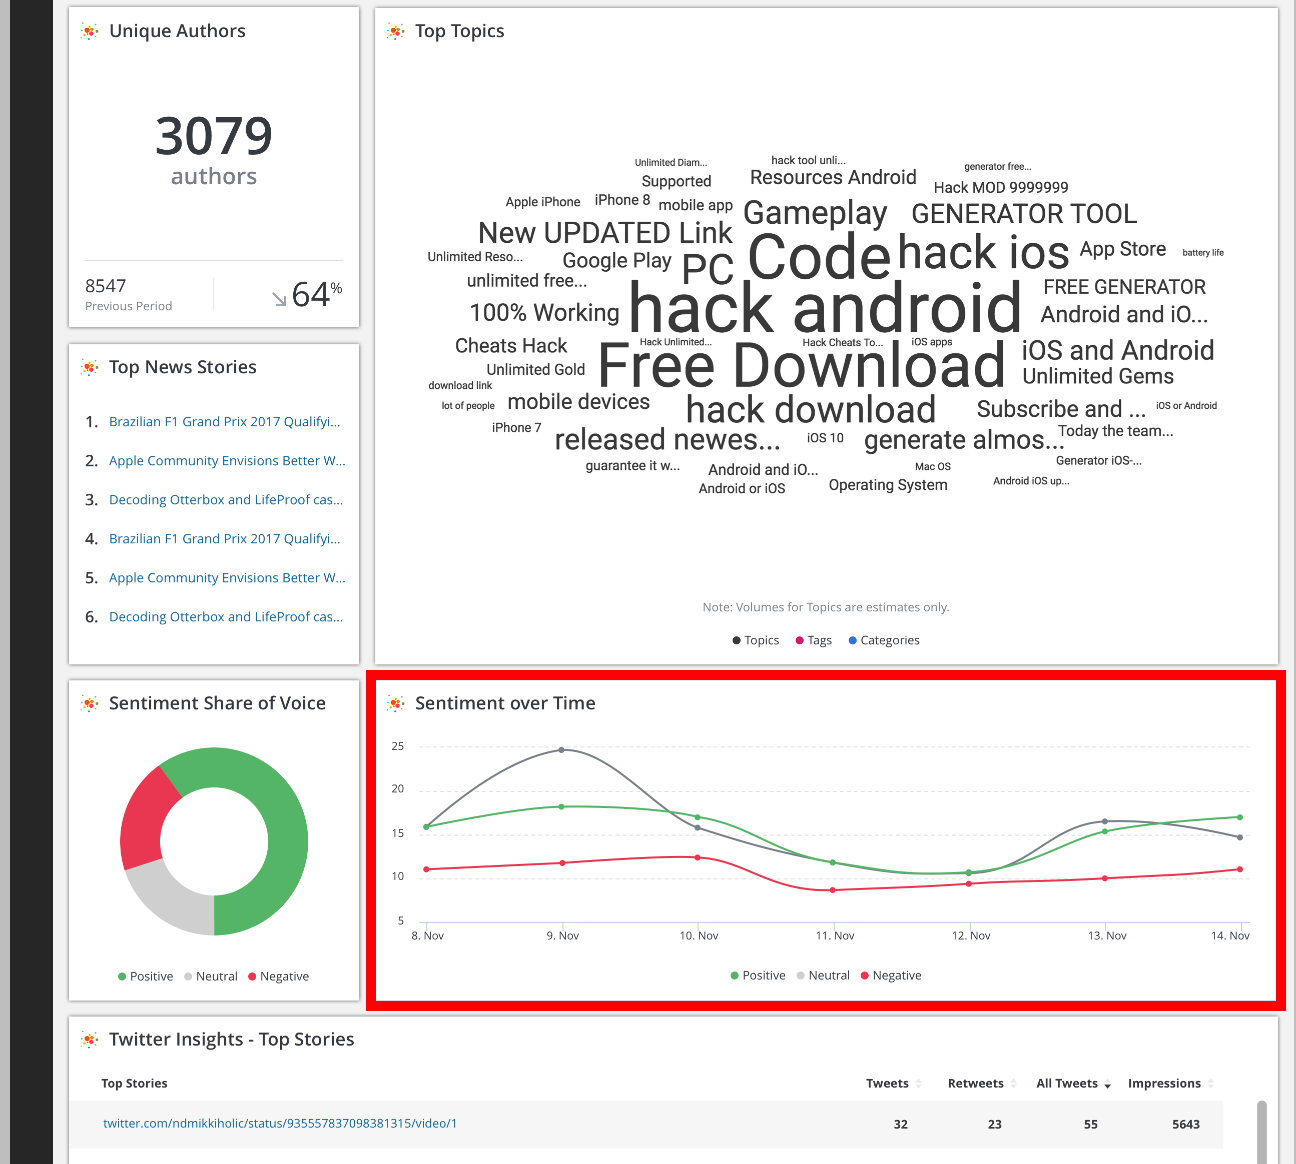 Unique Authors
3079
authors
8547
Previous Period
64%
Top Topics
Unlimited Diam...
hack tool unli...
generator free...
Supported
Resources Android
Hack MOD 9999999
Apple iPhone
iPhone 8
mobile app
Gameplay
GENERATOR TOOL
New UPDATED Link
Code
hack ios
App Store
battery life
Unlimited Reso...
Google Play
PC
unlimited free...
FREE GENERATOR
100% Working
hack android
Android and iO...
Cheats Hack
Hack Unlimited...
Hack Cheats To...
iOS apps
iOS and Android
Unlimited Gold
Free Download
Unlimited Gems
download link
lot of people
mobile devices
hack download
Subscribe and ...
iOS or Android
iPhone 7
released newes...
iOS 10
generate almos...
Today the team...
guarantee it w...
Android and iO...
Mac OS
Generator iOS-...
Android or iOS
Operating System
Android iOS up...
Note: Volumes for Topics are estimates only.
Topics Tags Categories
Top News Stories
1. Brazilian F1 Grand Prix 2017 Qualifyi...
2. Apple Community Envisions Better W...
3. Decoding Otterbox and LifeProof cas...
4. Brazilian F1 Grand Prix 2017 Qualifyi...
5. Apple Community Envisions Better W...
6. Decoding Otterbox and LifeProof cas...
Sentiment Share of Voice
Positive Neutral Negative
Sentiment over Time
25
20
15
10
5
8. Nov 9. Nov 10. Nov 11. Nov 12. Nov 13. Nov 14. Nov
Positive Neutral Negative
Twitter Insights - Top Stories
Top Stories Tweets Retweets All Tweets Impressions
twitter.com/ndmikkiholic/status/935557837098381315/video/1 32 23 55 5643